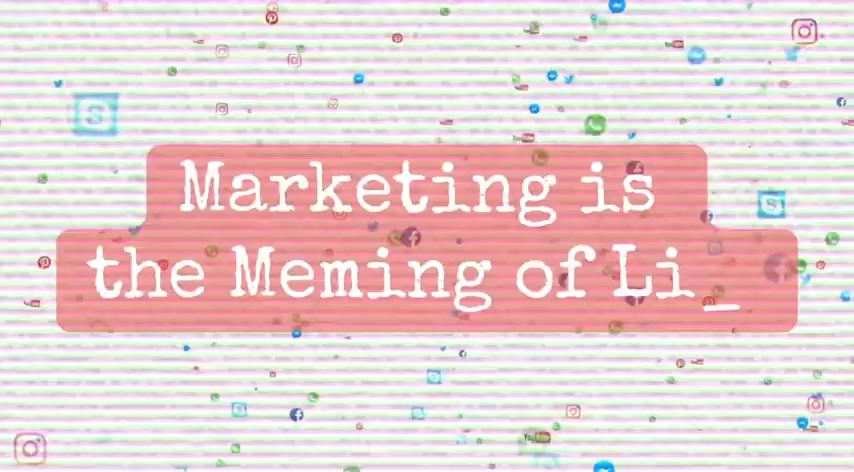 Marketing is
the Meming of Li_